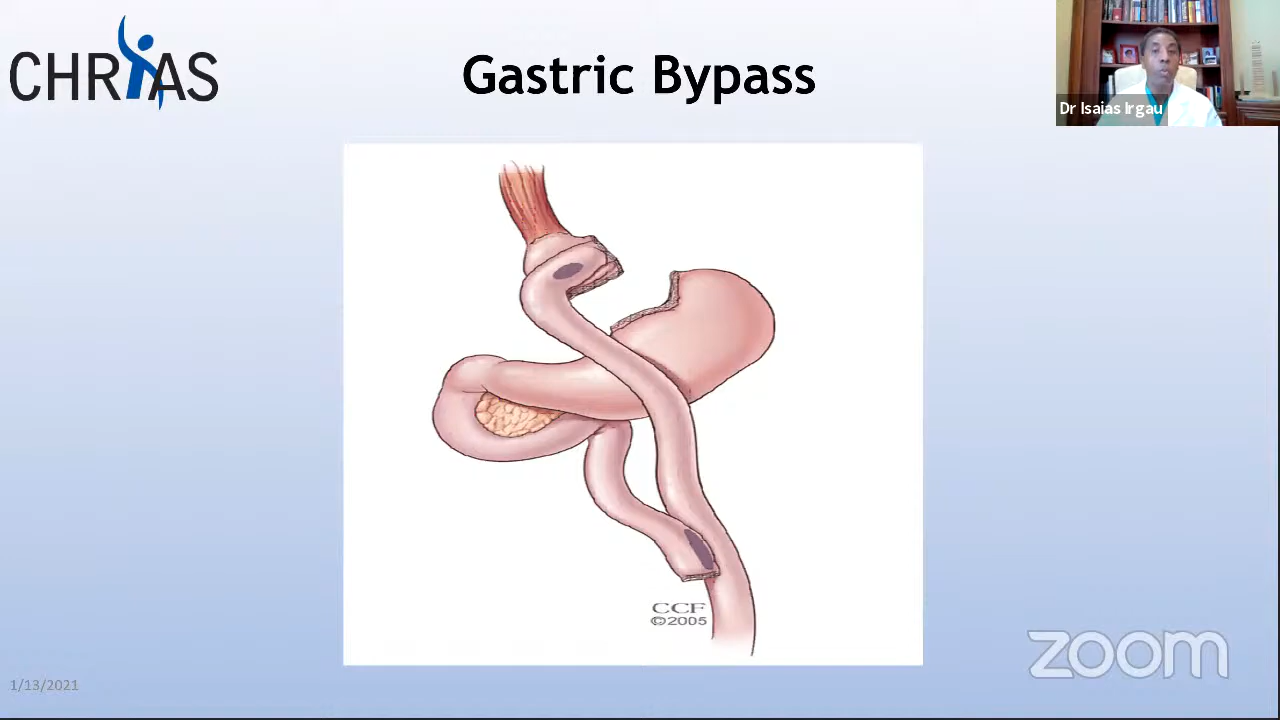 CHRIAS
Gastric Bypass
Dr Isaias Irgau
CCF
©2005
zoom
1/13/2021